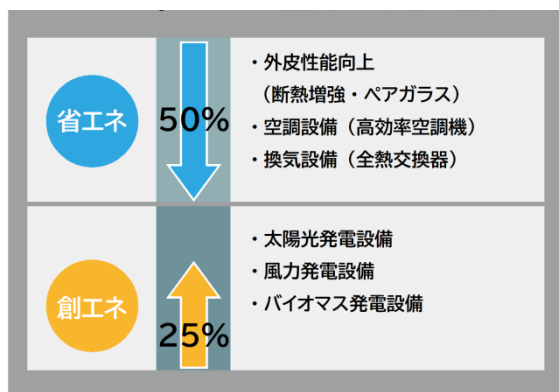 省エネ
50%
・外皮性能向上
（断熱増強・ペアガラス）
・空調設備（高効率空調機）
・換気設備（全熱交換器）
創エネ
25%
・太陽光発電設備
・風力発電設備
・バイオマス発電設備